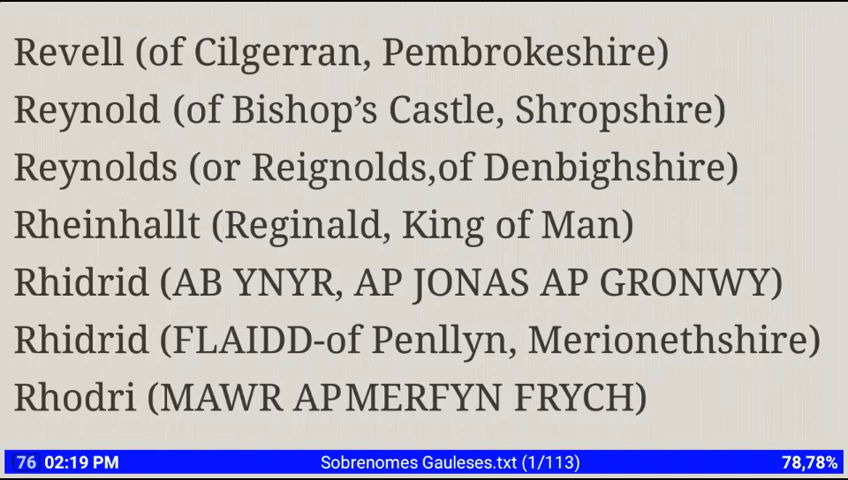 Revell (of Cilgerran, Pembrokeshire)
Reynold (of Bishop’s Castle, Shropshire)
Reynolds (or Reignolds,of Denbighshire)
Rheinhallt (Reginald, King of Man)
Rhidrid (AB YNYR, AP JONAS AP GRONWY)
Rhidrid (FLAIDD-of Penllyn, Merionethshire)
Rhodri (MAWR APMERFYN FRYCH)
76 02:19 PM Sobrenomes Gauleses.txt (1/113) 78,78%